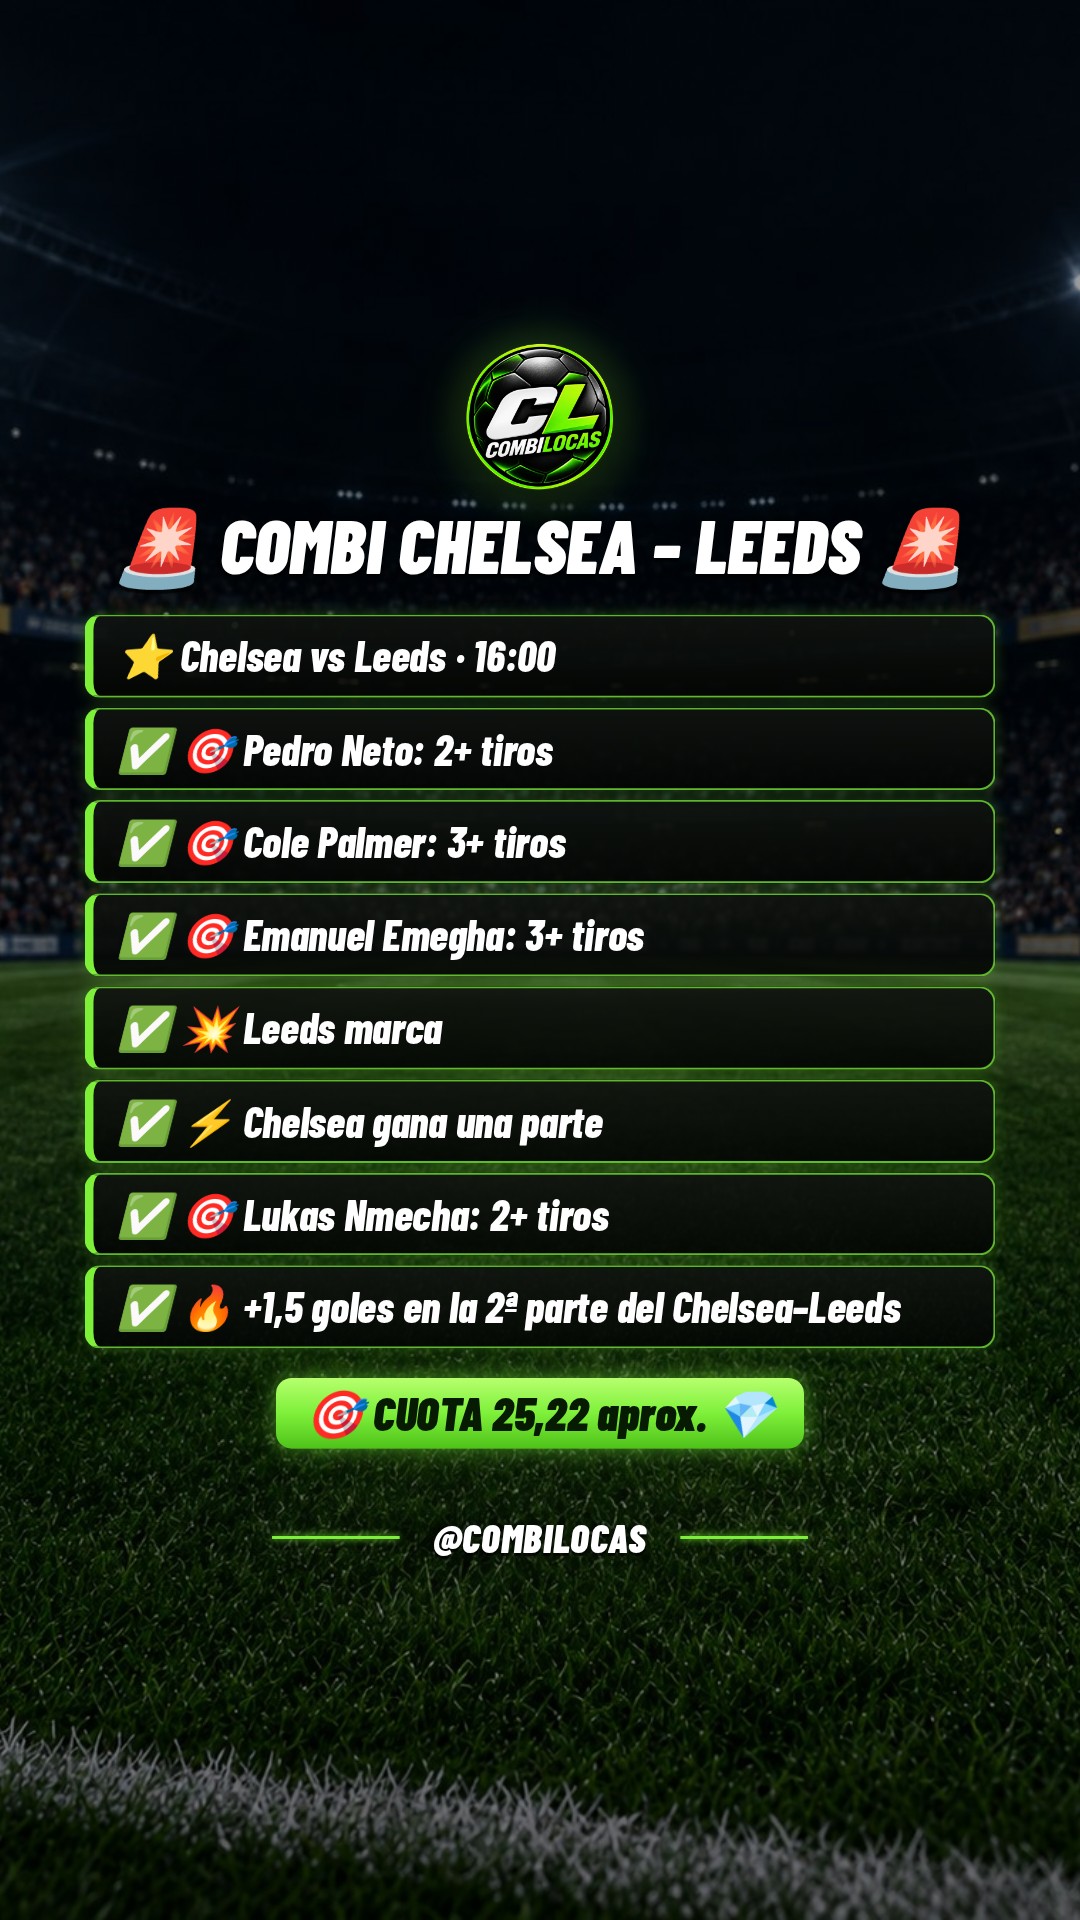 CL
COMBILOCAS
🚨 COMBI CHELSEA – LEEDS 🚨
⭐ Chelsea vs Leeds · 16:00
✅ 🎯 Pedro Neto: 2+ tiros
✅ 🎯 Cole Palmer: 3+ tiros
✅ 🎯 Emanuel Emegha: 3+ tiros
✅ 💥 Leeds marca
✅ ⚡ Chelsea gana una parte
✅ 🎯 Lukas Nmecha: 2+ tiros
✅ 🔥 +1,5 goles en la 2ª parte del Chelsea–Leeds
🎯 CUOTA 25,22 aprox. 💎
@COMBILOCAS